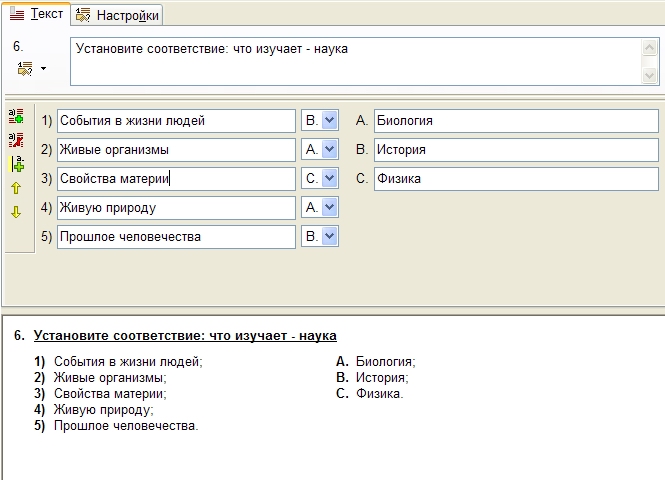 Текст Настройки
6. Установите соответствие: что изучает - наука
1) События в жизни людей B. A. Биология
2) Живые организмы A. B. История
3) Свойства материи C. C. Физика
4) Живую природу A.
5) Прошлое человечества B.
6. Установите соответствие: что изучает - наука
1) События в жизни людей; A. Биология;
2) Живые организмы; B. История;
3) Свойства материи; C. Физика.
4) Живую природу;
5) Прошлое человечества.